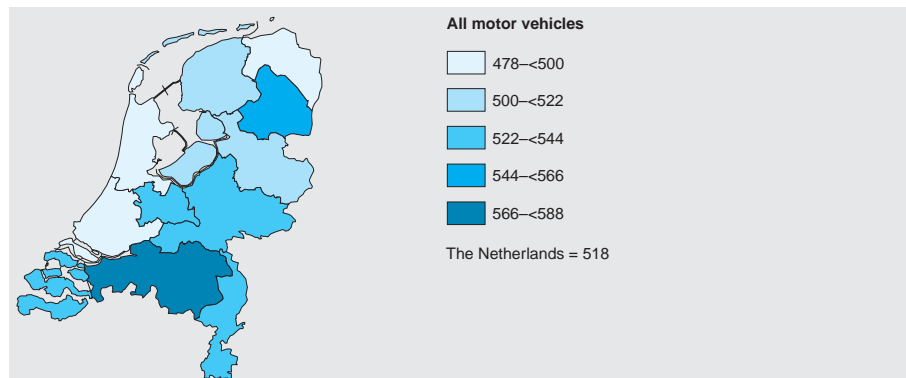 All motor vehicles
478–<500
500–<522
522–<544
544–<566
566–<588
The Netherlands = 518